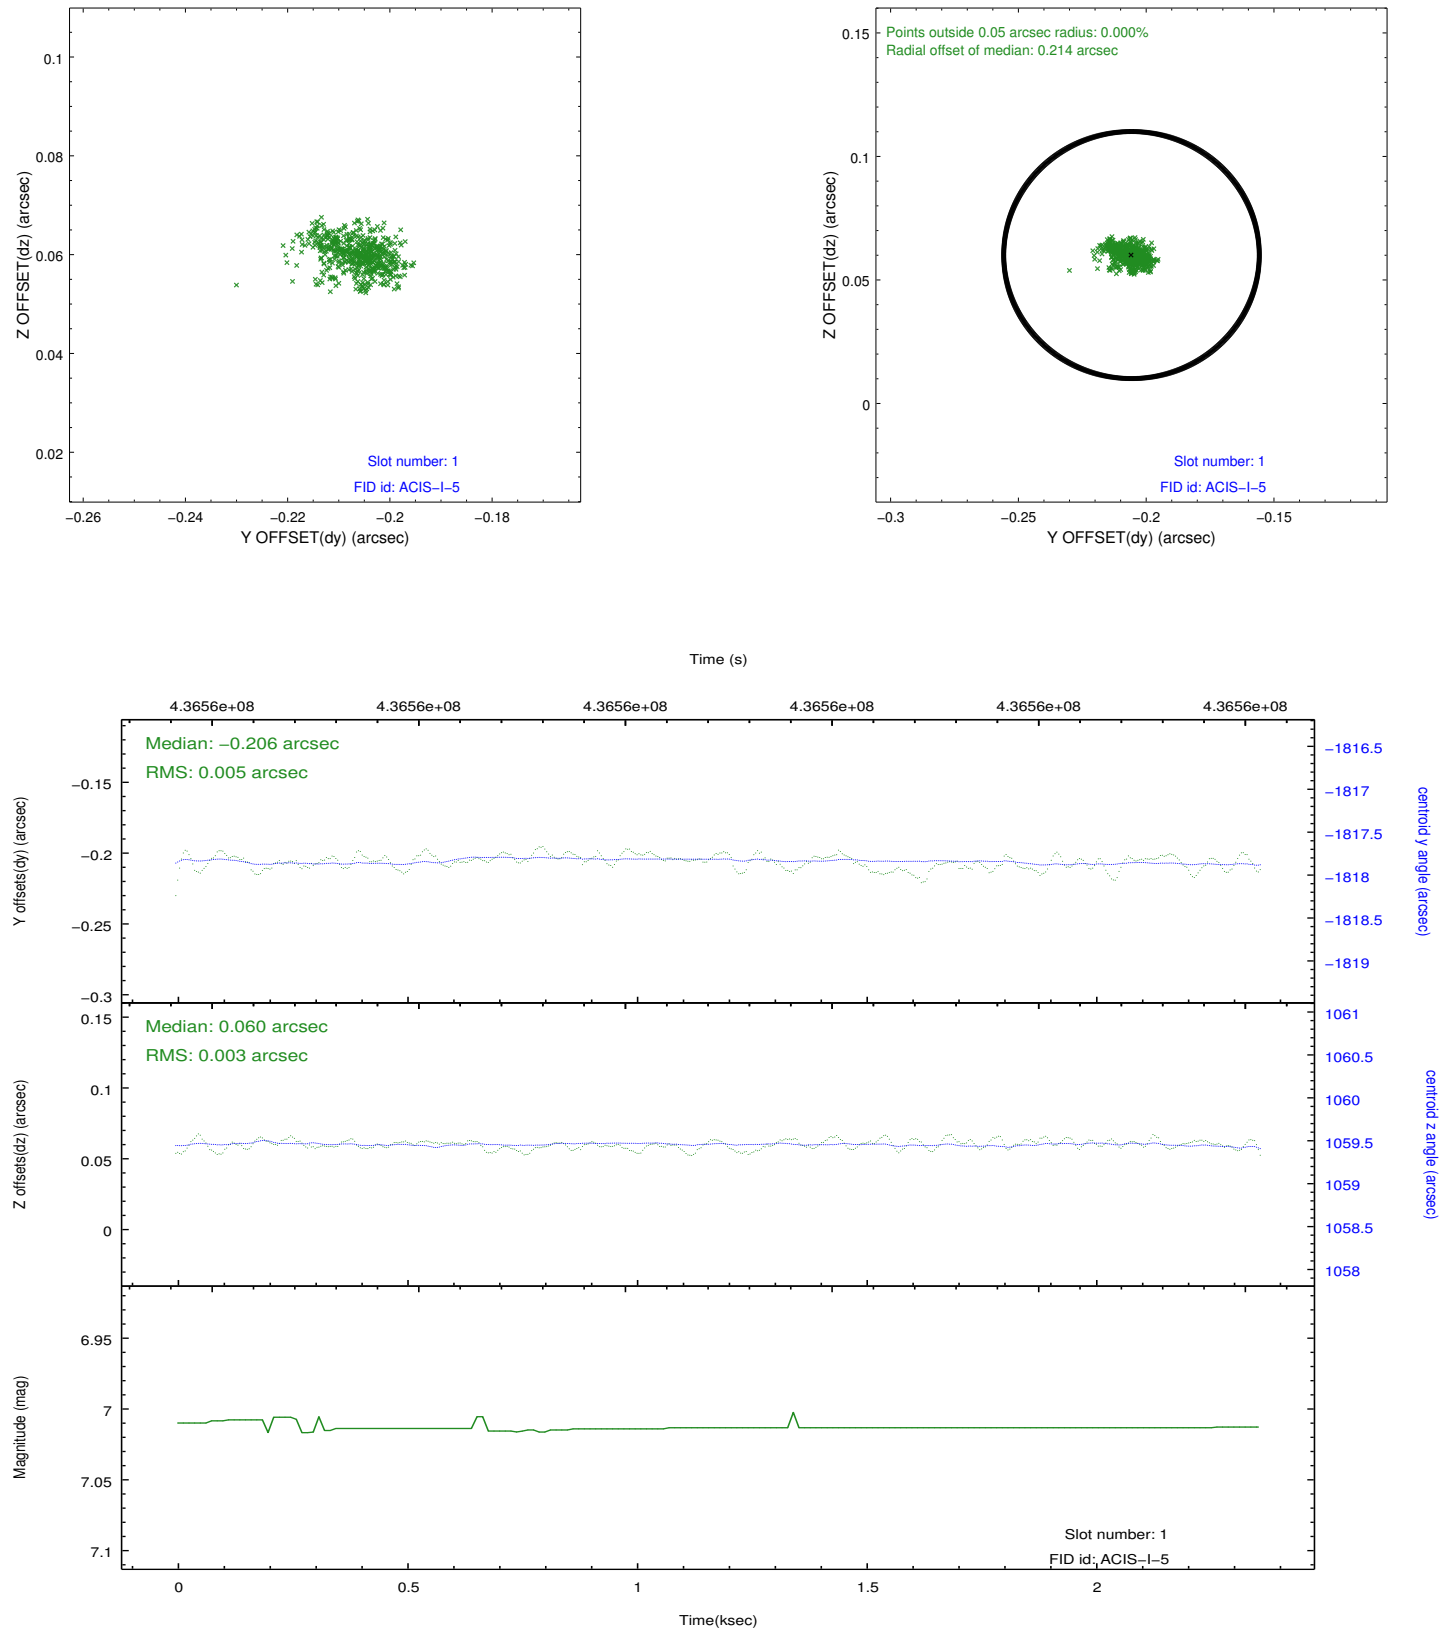 0.1
0.08
0.06
0.04
0.02
Z OFFSET(dz) (arcsec)
Slot number: 1
FID id: ACIS−I−5
−0.26
−0.24
−0.22
−0.2
−0.18
Y OFFSET(dy) (arcsec)
Points outside 0.05 arcsec radius: 0.000%
Radial offset of median: 0.214 arcsec
0.15
0.1
0.05
0
Z OFFSET(dz) (arcsec)
Slot number: 1
FID id: ACIS−I−5
−0.3
−0.25
−0.2
−0.15
Y OFFSET(dy) (arcsec)
Time (s)
4.3656e+08
4.3656e+08
4.3656e+08
4.3656e+08
4.3656e+08
4.3656e+08
Median: −0.206 arcsec
RMS: 0.005 arcsec
−0.15
−0.2
−0.25
−0.3
Y offsets(dy) (arcsec)
−1816.5
−1817
−1817.5
−1818
−1818.5
−1819
centroid y angle (arcsec)
Median: 0.060 arcsec
RMS: 0.003 arcsec
0.15
0.1
0.05
0
Z offsets(dz) (arcsec)
1061
1060.5
1060
1059.5
1059
1058.5
1058
centroid z angle (arcsec)
6.95
7
7.05
7.1
Magnitude (mag)
Slot number: 1
FID id: ACIS−I−5
0
0.5
1
1.5
2
Time(ksec)